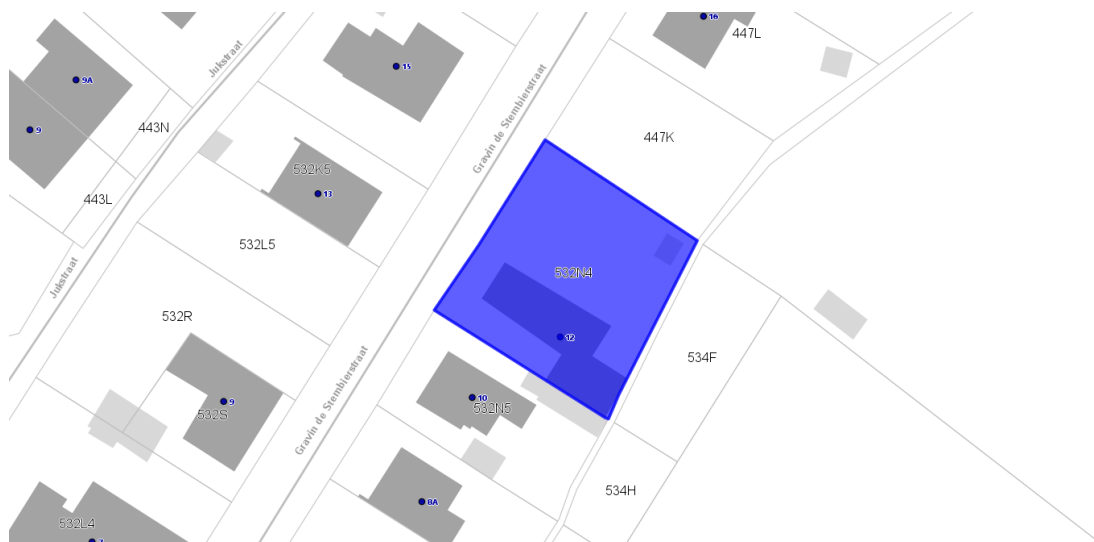 16
447L
Jukstraat
15
9A
Gravin de Stembierstraat
9
443N
447K
532K5
13
443L
532L5
532N4
Jukstraat
532R
12
534F
Gravin de Stembierstraat
10
532N5
9
532S
534H
8A
532L4